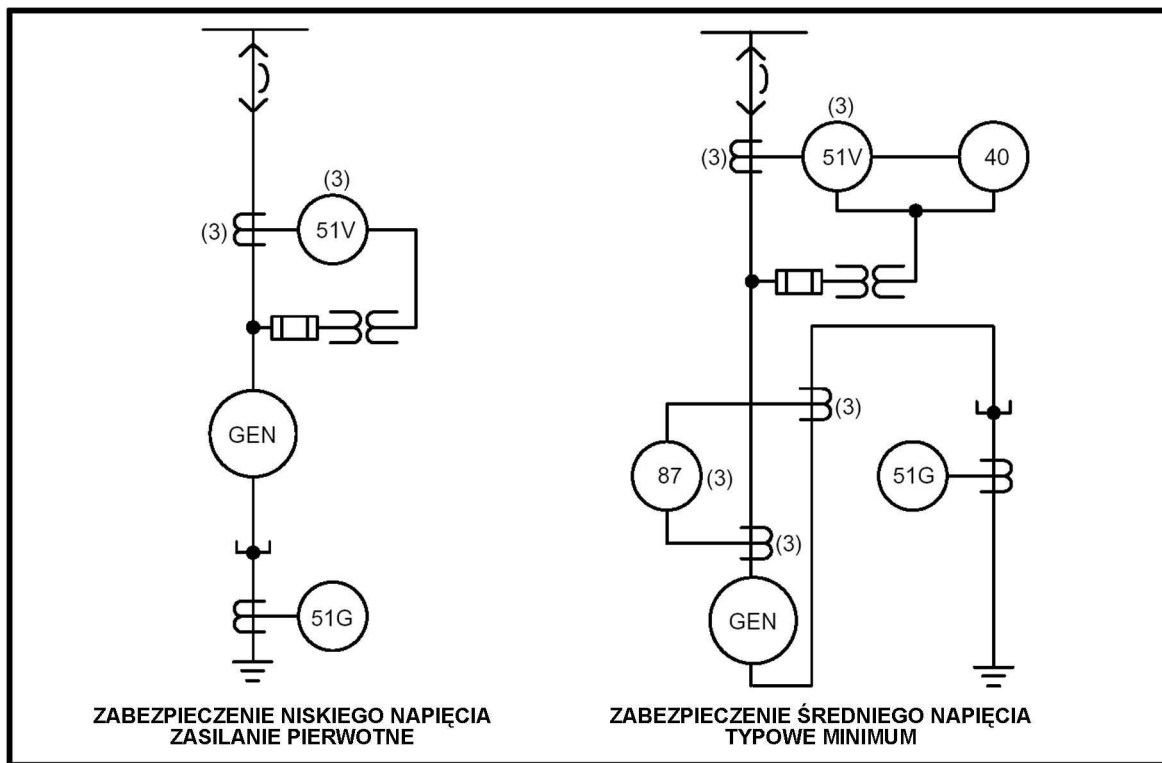 (3)
(3)
51V
GEN
51G
ZABEZPIECZENIE NISKIEGO NAPIĘCIA
ZASILANIE PIERWOTNE
(3)
(3)
51V
40
(3)
87
(3)
51G
(3)
GEN
ZABEZPIECZENIE ŚREDNIEGO NAPIĘCIA
TYPOWE MINIMUM